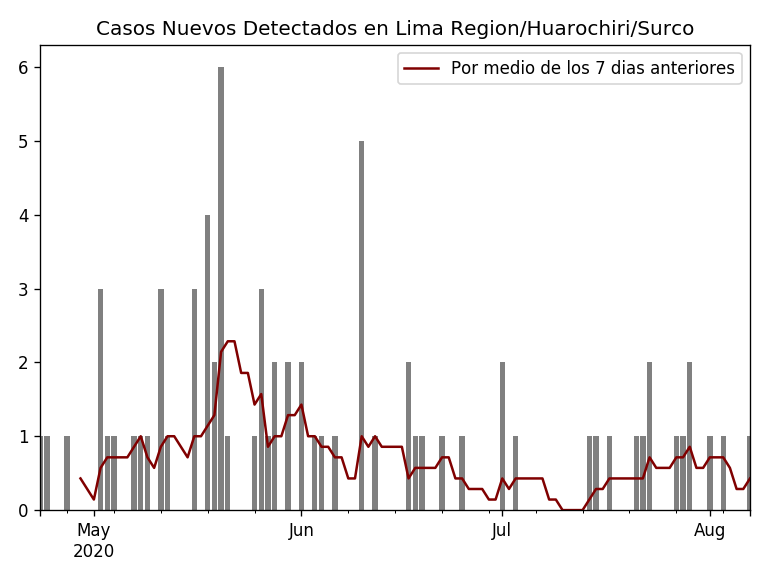 Casos Nuevos Detectados en Lima Region/Huarochiri/Surco
Por medio de los 7 dias anteriores
6
5
4
3
2
1
0
May Jun Jul Aug
2020